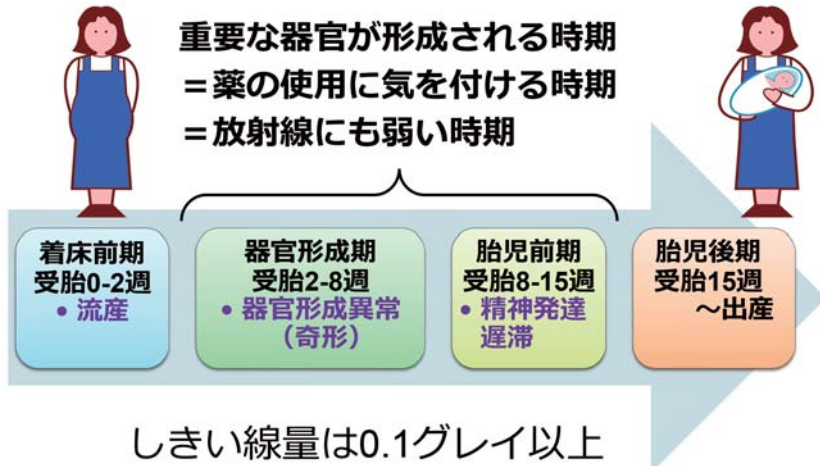 重要な器官が形成される時期
＝薬の使用に気を付ける時期
＝放射線にも弱い時期
着床前期
受胎0-2週
• 流産
器官形成期
受胎2-8週
• 器官形成異常
（奇形）
胎児前期
受胎8-15週
• 精神発達
遅滞
胎児後期
受胎15週
～出産
しきい線量は0.1グレイ以上